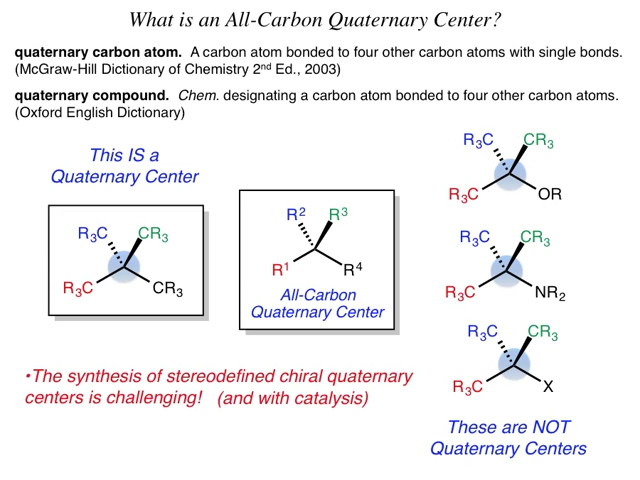 What is an All-Carbon Quaternary Center?
quaternary carbon atom. A carbon atom bonded to four other carbon atoms with single bonds.
(McGraw-Hill Dictionary of Chemistry 2nd Ed., 2003)
quaternary compound. Chem. designating a carbon atom bonded to four other carbon atoms.
(Oxford English Dictionary)
This IS a
Quaternary Center
R₃C CR₃
R₃C CR₃
R² R³
R¹ R⁴
All-Carbon
Quaternary Center
R₃C CR₃
R₃C OR
R₃C CR₃
R₃C NR₂
R₃C CR₃
R₃C X
•The synthesis of stereodefined chiral quaternary
centers is challenging! (and with catalysis)
These are NOT
Quaternary Centers